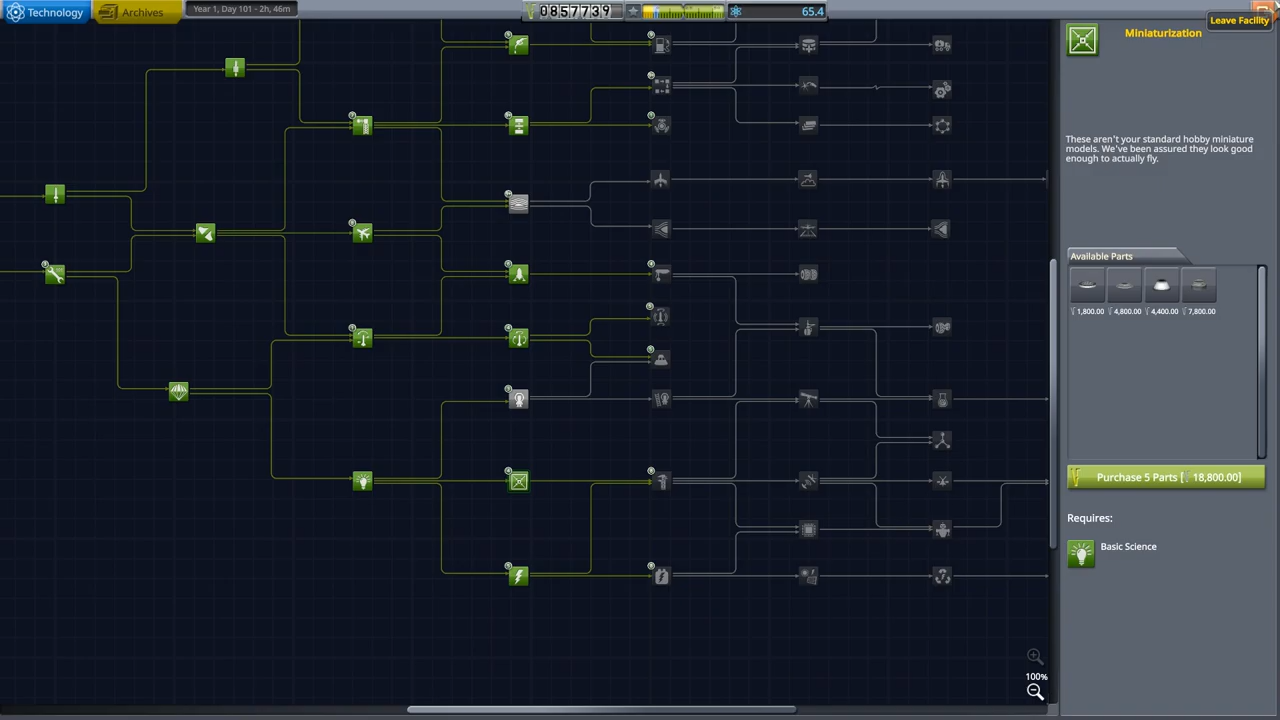 Technology
Archives
Year 1, Day 101 - 2h, 46m
0857739
65.4
Leave Facility
Miniaturization
These aren't your standard hobby miniature
models. We've been assured they look good
enough to actually fly.
Available Parts
1,800.00 4,800.00 4,400.00 7,800.00
Purchase 5 Parts [ 18,800.00]
Requires:
Basic Science
100%